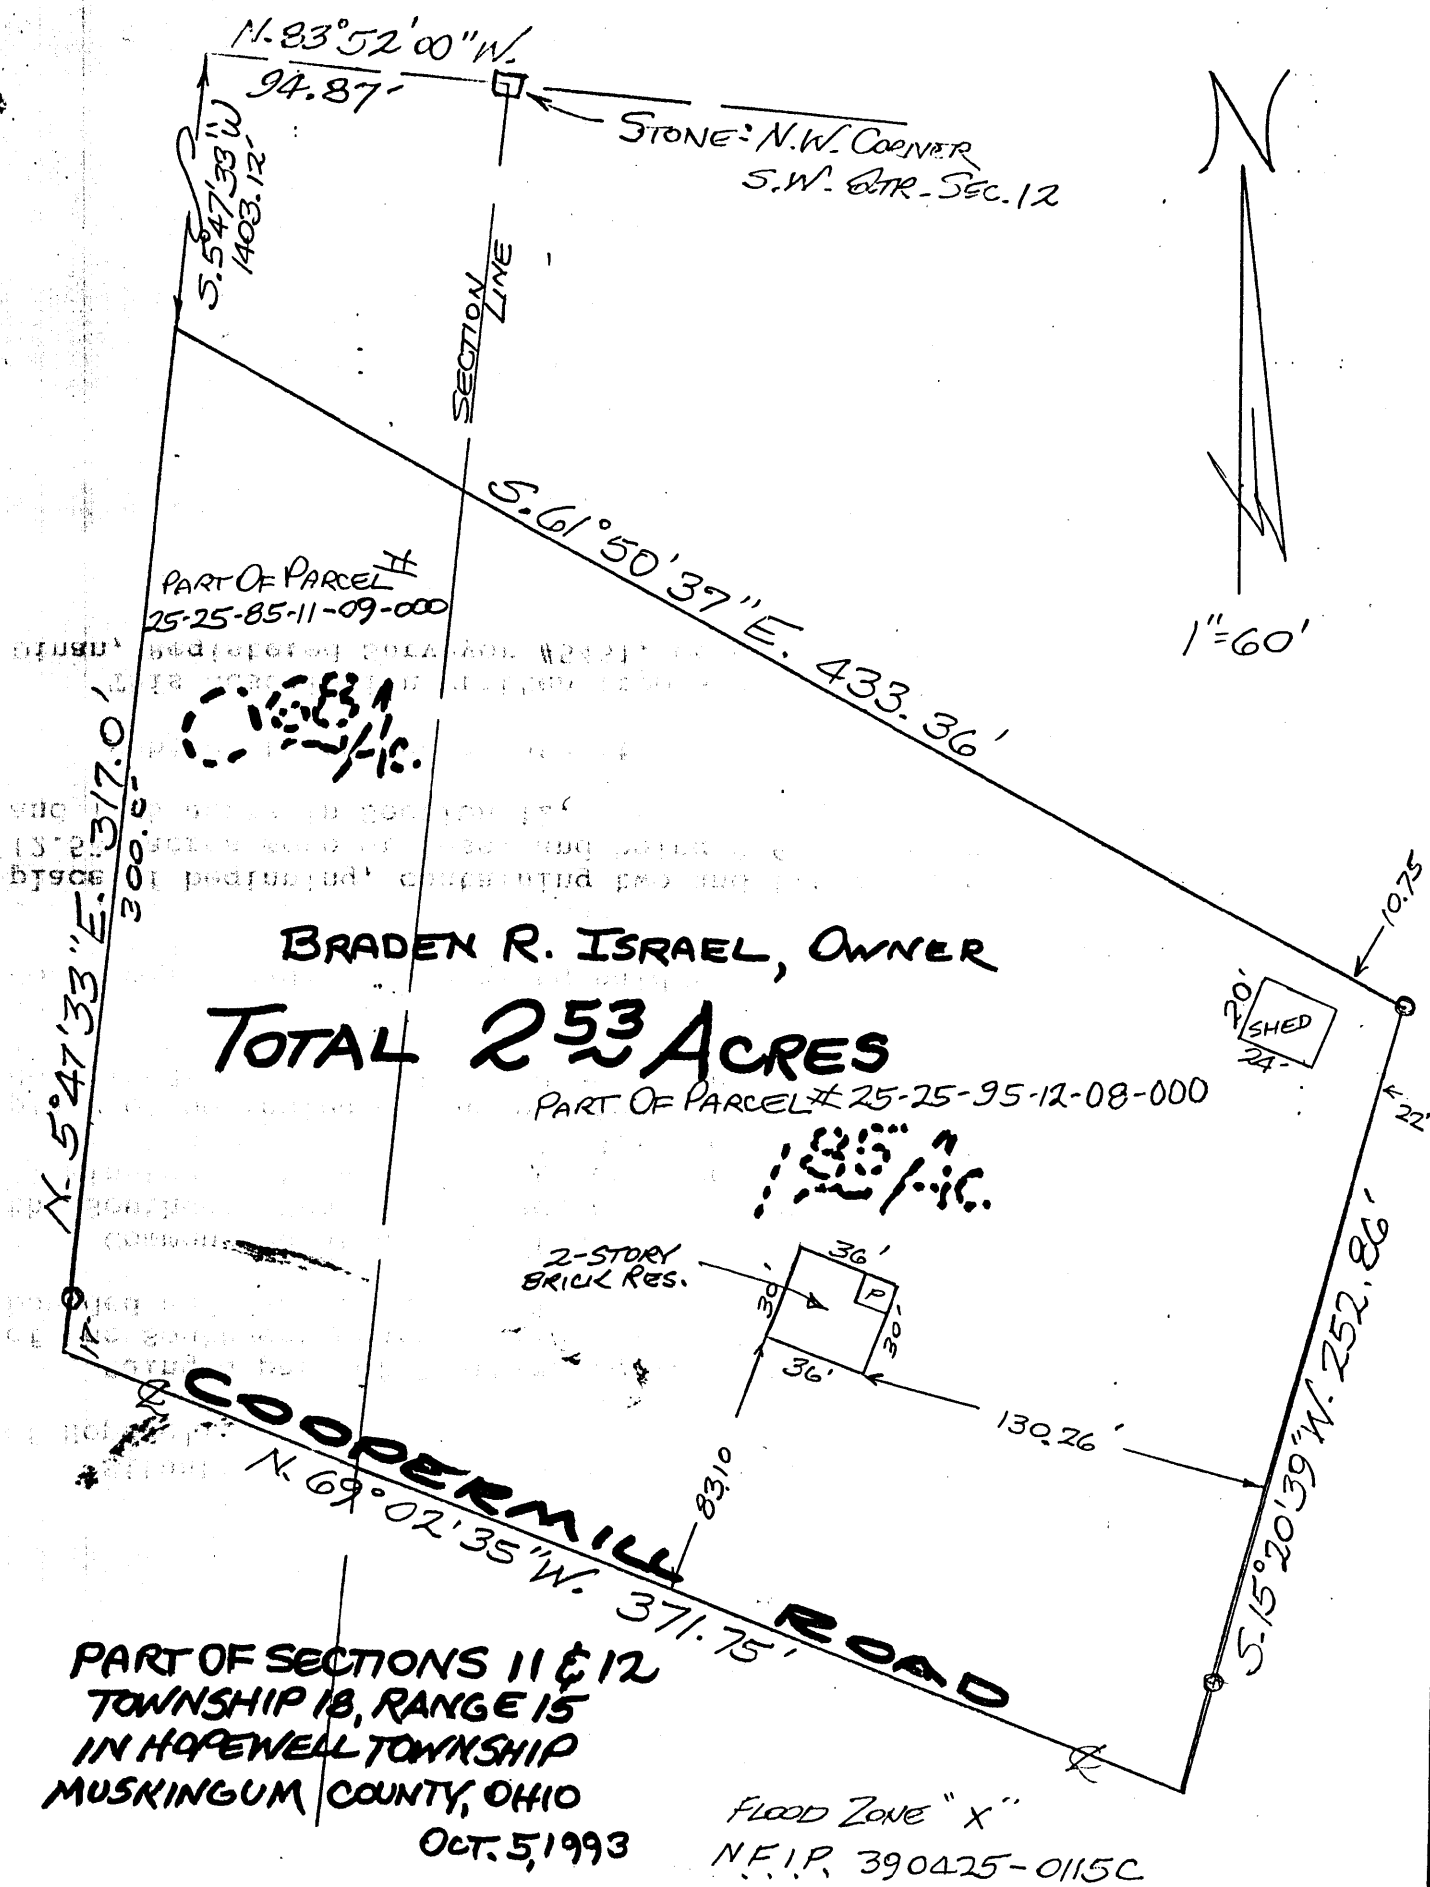 N. 83°52'00" W.
94.87'
STONE: N.W. CORNER
S.W. QTR. SEC. 12
N
S. 5°47'33" W
1403.12'
SECTION
LINE
1"=60'
S. 61°50'37" E. 433.36'
PART OF PARCEL #
25-25-85-11-09-000
Ac.
N. 5°47'33" E. 317.0'
300.0'
10.75
BRADEN R. ISRAEL, OWNER
TOTAL 2 53 ACRES
20'
SHED
24'
22'
PART OF PARCEL # 25-25-95-12-08-000
Ac.
2-STORY
BRICK RES.
36'
30'
P
30'
36'
17'
130.26'
83.10
S. 15°20'39" W. 252.86'
COOPERMILL ROAD
N. 69°02'35" W. 371.75'
PART OF SECTIONS 11 & 12
TOWNSHIP 18, RANGE 15
IN HOPEWELL TOWNSHIP
MUSKINGUM COUNTY, OHIO
OCT. 5, 1993
FLOOD ZONE "X"
N.F.I.P. 390425-0115C